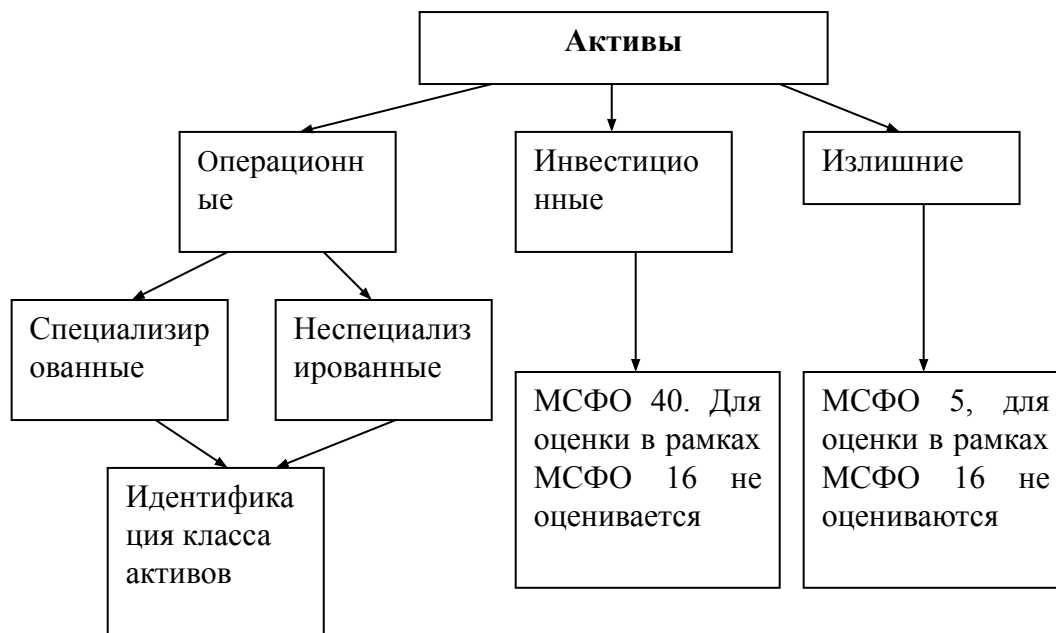 Активы
Операционн
ые
Инвестицио
нные
Излишние
Специализир
ованные
Неспециализ
ированные
МСФО 40. Для
оценки в рамках
МСФО 16 не
оценивается
МСФО 5, для
оценки в рамках
МСФО 16 не
оцениваются
Идентифика
ция класса
активов